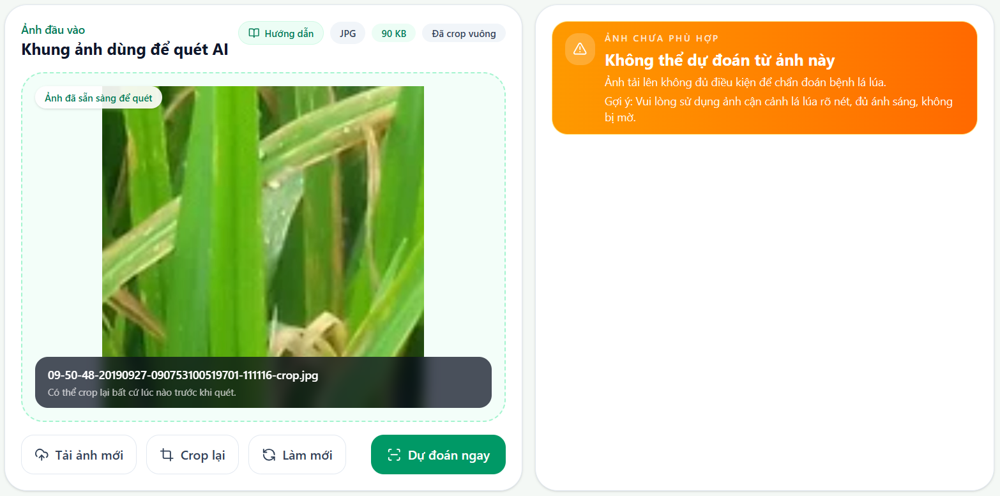 Ảnh đầu vào
Khung ảnh dùng để quét AI
Hướng dẫn
JPG
90 KB
Đã crop vuông
Ảnh đã sẵn sàng để quét
09-50-48-20190927-090753100519701-111116-crop.jpg
Có thể crop lại bất cứ lúc nào trước khi quét.
Tải ảnh mới
Crop lại
Làm mới
Dự đoán ngay
ẢNH CHƯA PHÙ HỢP
Không thể dự đoán từ ảnh này
Ảnh tải lên không đủ điều kiện để chẩn đoán bệnh lá lúa.
Gợi ý: Vui lòng sử dụng ảnh cận cảnh lá lúa rõ nét, đủ ánh sáng, không
bị mờ.